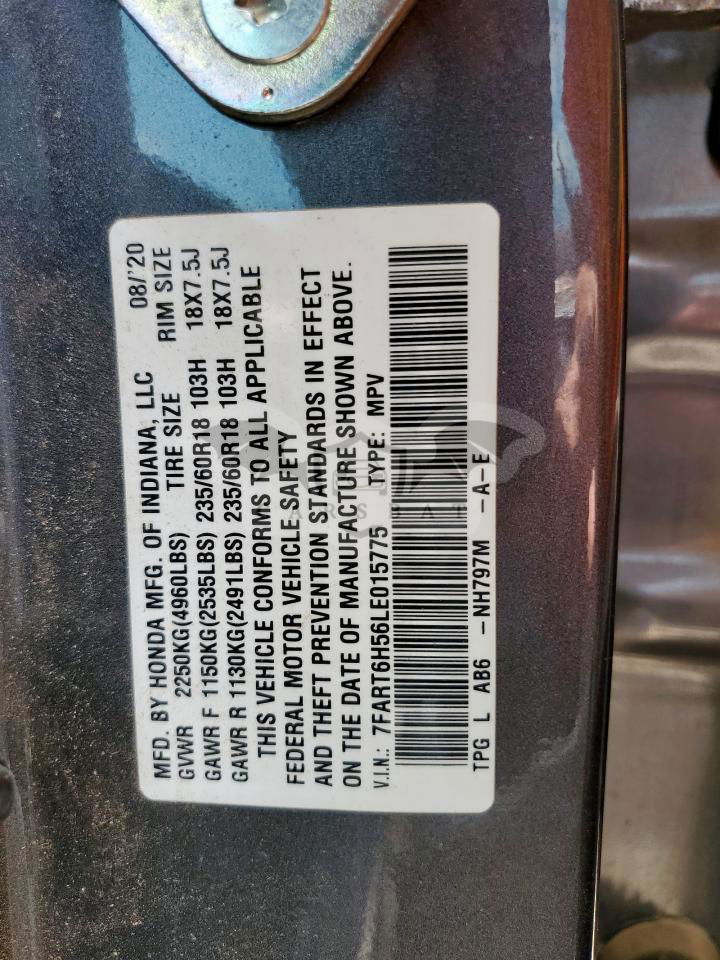 MFD. BY HONDA MFG. OF INDIANA, LLC 08/'20
GVWR 2250KG(4960LBS) TIRE SIZE RIM SIZE
GAWR F 1150KG(2535LBS) 235/60R18 103H 18X7.5J
GAWR R 1130KG(2491LBS) 235/60R18 103H 18X7.5J
THIS VEHICLE CONFORMS TO ALL APPLICABLE
FEDERAL MOTOR VEHICLE SAFETY
AND THEFT PREVENTION STANDARDS IN EFFECT
ON THE DATE OF MANUFACTURE SHOWN ABOVE.
V.I.N.: 7FART6H56LE015775 TYPE: MPV
TPG L AB6 -NH797M -A-E